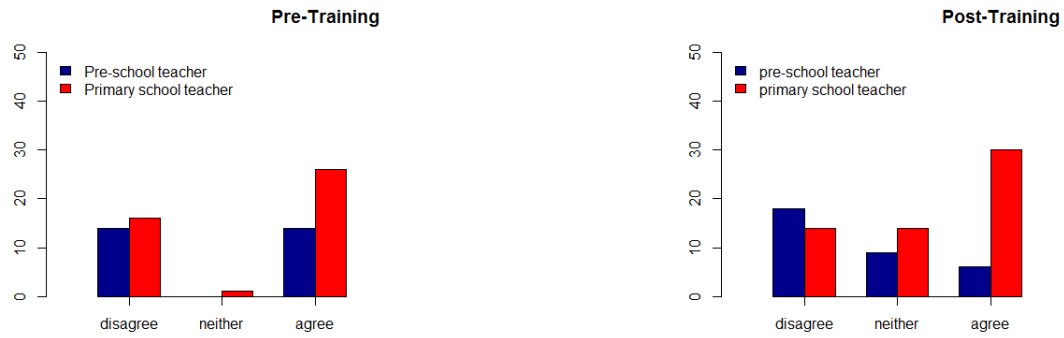 Pre-Training
50
40
30
20
10
0
Pre-school teacher
Primary school teacher
disagree neither agree
Post-Training
50
40
30
20
10
0
pre-school teacher
primary school teacher
disagree neither agree